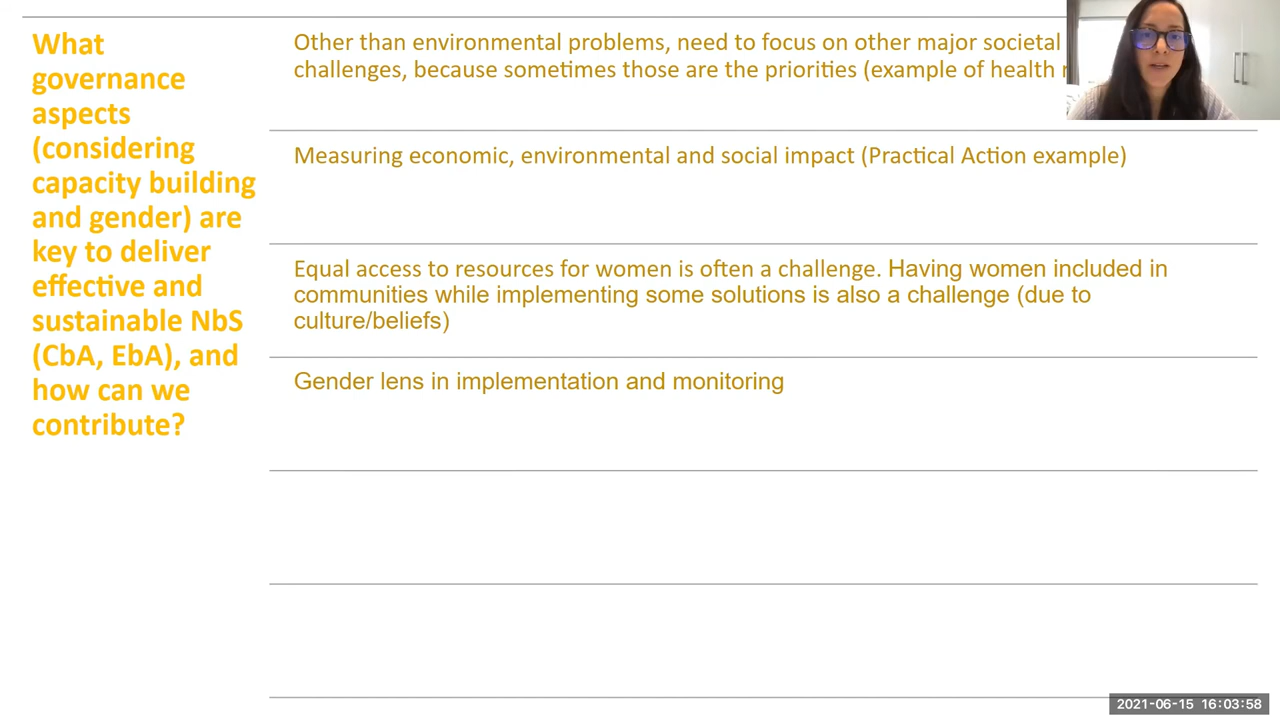 What
governance
aspects
(considering
capacity building
and gender) are
key to deliver
effective and
sustainable NbS
(CbA, EbA), and
how can we
contribute?
Other than environmental problems, need to focus on other major societal
challenges, because sometimes those are the priorities (example of health
Measuring economic, environmental and social impact (Practical Action example)
Equal access to resources for women is often a challenge. Having women included in
communities while implementing some solutions is also a challenge (due to
culture/beliefs)
Gender lens in implementation and monitoring
2021-06-15 16:03:58